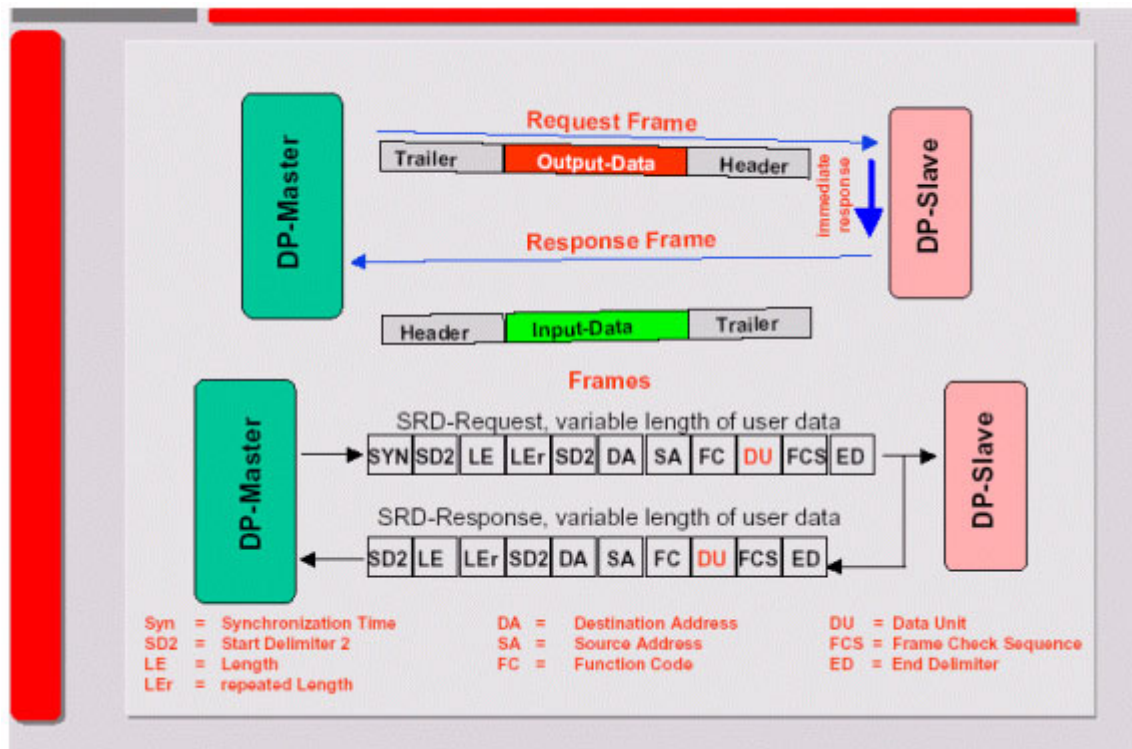 DP-Master
Request Frame
Trailer Output-Data Header
immediate
response
DP-Slave
Response Frame
Header Input-Data Trailer
Frames
DP-Master
SRD-Request, variable length of user data
SYN SD2 LE LEr SD2 DA SA FC DU FCS ED
SRD-Response, variable length of user data
SD2 LE LEr SD2 DA SA FC DU FCS ED
DP-Slave
Syn = Synchronization Time
SD2 = Start Delimiter 2
LE = Length
LEr = repeated Length
DA = Destination Address
SA = Source Address
FC = Function Code
DU = Data Unit
FCS = Frame Check Sequence
ED = End Delimiter